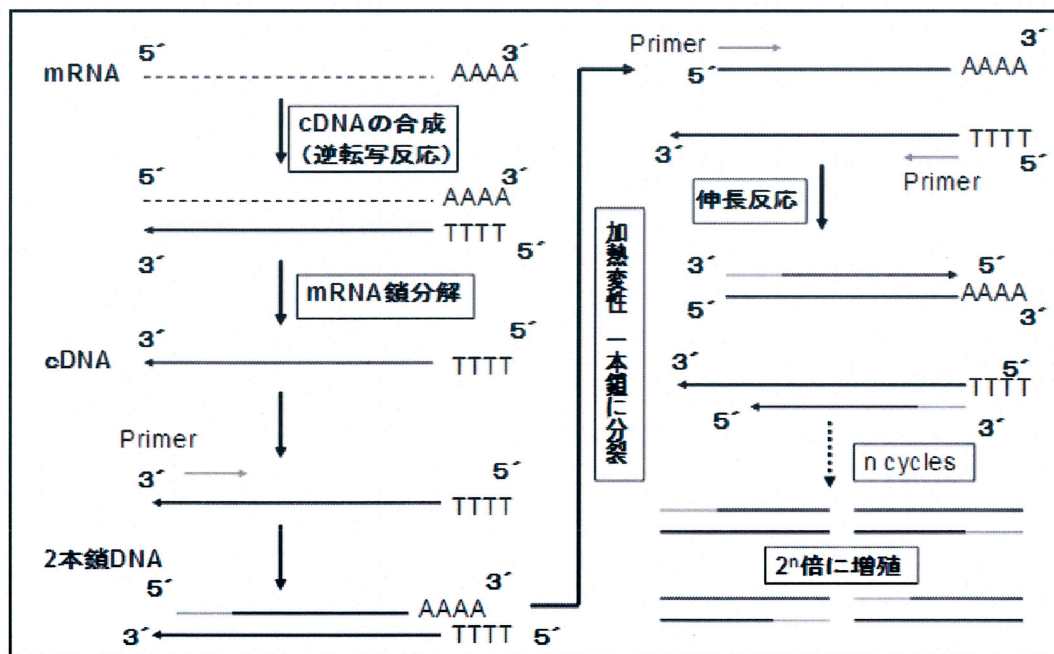 5´
3´
mRNA
AAAA
cDNAの合成
(逆転写反応)
5´
3´
AAAA
TTTT
3´
5´
mRNA鎖分解
3´
5´
cDNA
TTTT
Primer
3´
5´
TTTT
2本鎖DNA
5´
3´
AAAA
3´
TTTT
5´
加熱変性 一本鎖に分裂
Primer
3´
5´
AAAA
TTTT
3´
5´
Primer
伸長反応
3´
5´
AAAA
5´
3´
3´
5´
TTTT
5´
3´
n cycles
2ⁿ倍に増殖